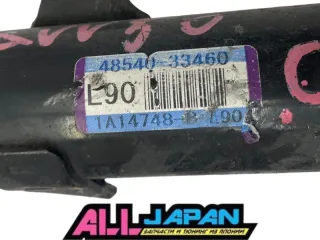 48540-33460
L90
1A14748-B L90
ALL JAPAN
ЗАПЧАСТИ И ТЮНИНГ ИЗ ЯПОНИИ